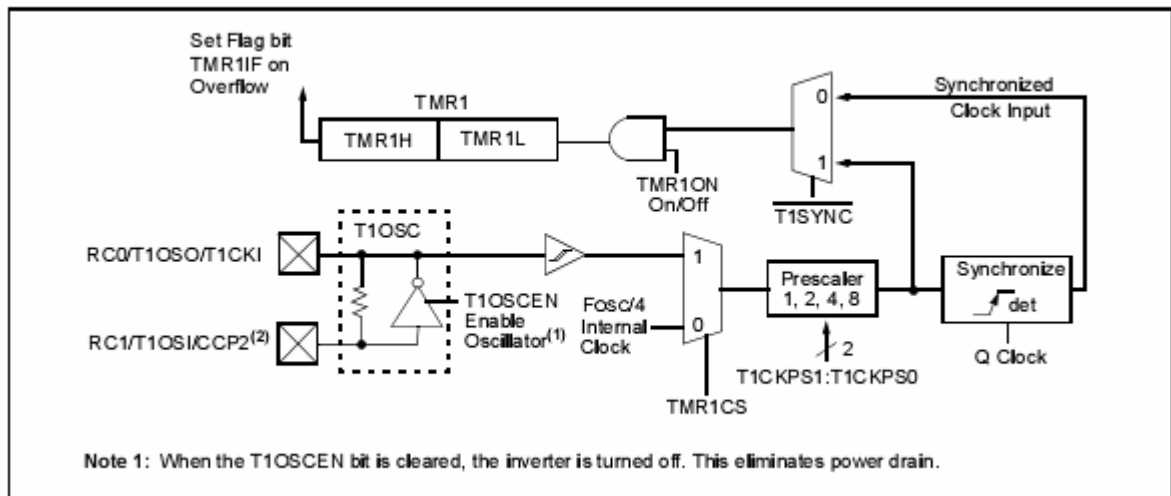 Set Flag bit
TMR1IF on
Overflow
TMR1
TMR1H
TMR1L
TMR1ON
On/Off
0
1
T1SYNC
Synchronized
Clock Input
RC0/T1OSO/T1CKI
T1OSC
RC1/T1OSI/CCP2(2)
T1OSCEN
Enable
Oscillator(1)
FOSC/4
Internal
Clock
1
0
TMR1CS
Prescaler
1, 2, 4, 8
2
T1CKPS1:T1CKPS0
Synchronize
det
Q Clock
Note 1: When the T1OSCEN bit is cleared, the inverter is turned off. This eliminates power drain.